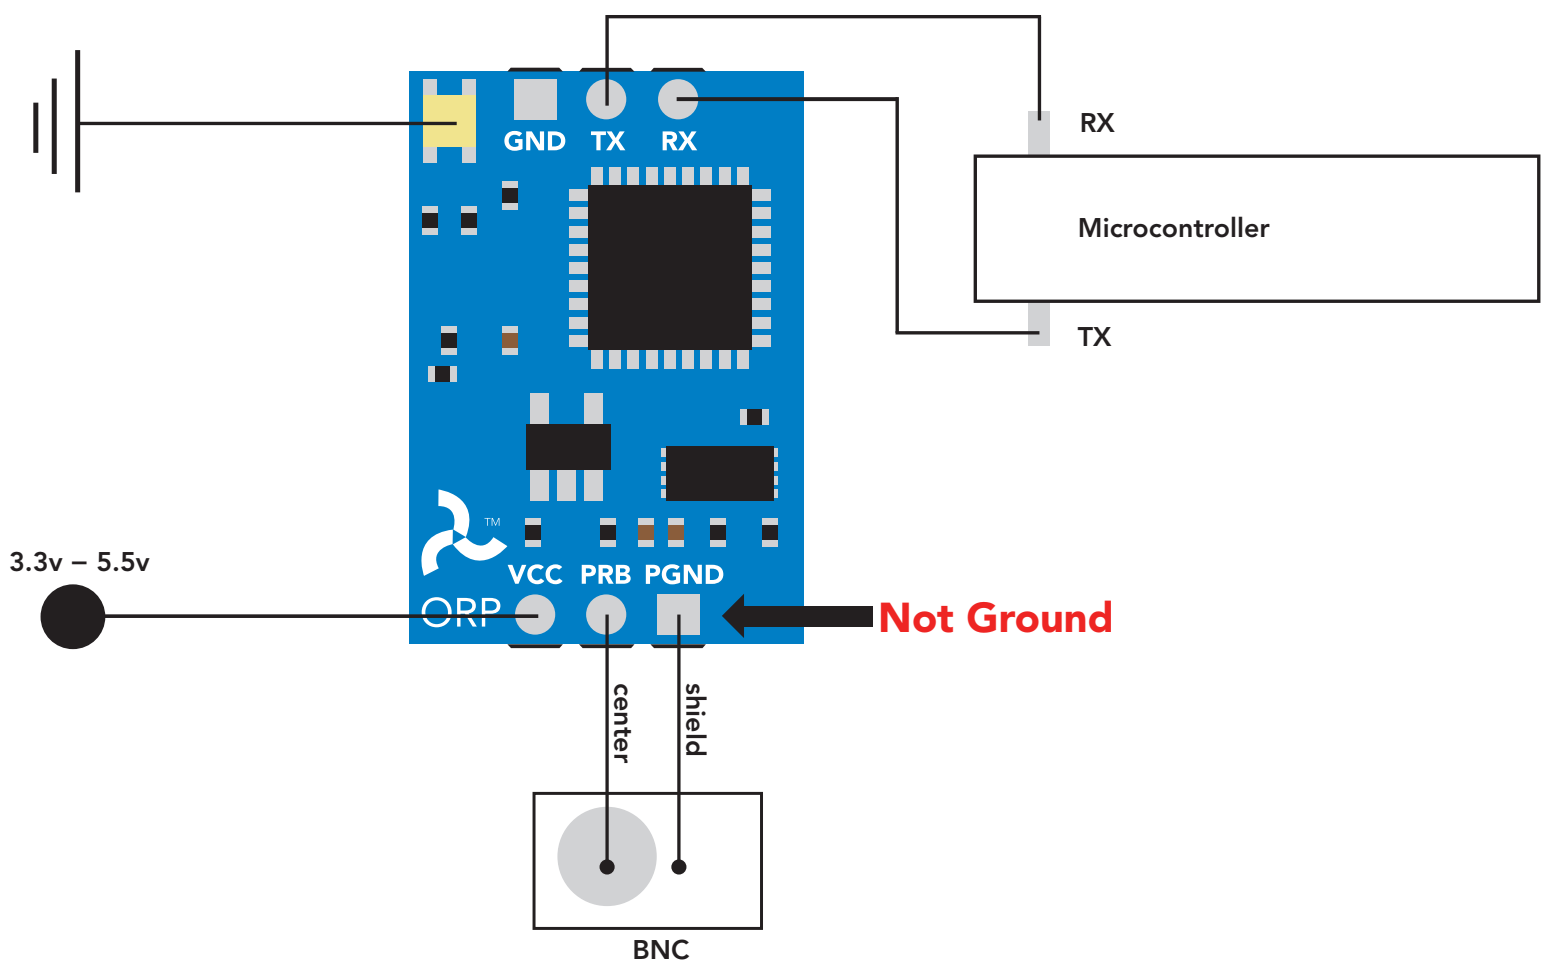 GND TX RX
RX
Microcontroller
TX
TM
3.3v – 5.5v
VCC PRB PGND
ORP
Not Ground
center
shield
BNC